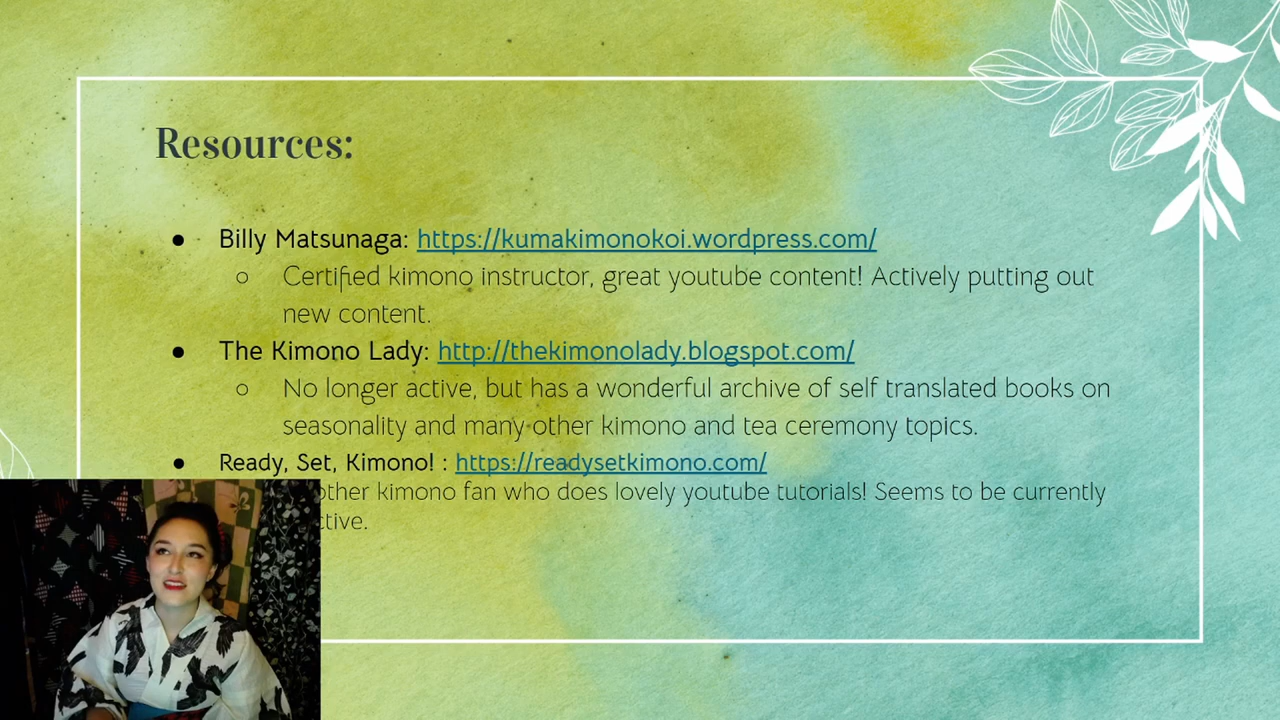 Resources:
● Billy Matsunaga: https://kumakimonokoi.wordpress.com/
○ Certified kimono instructor, great youtube content! Actively putting out
new content.
● The Kimono Lady: http://thekimonolady.blogspot.com/
○ No longer active, but has a wonderful archive of self translated books on
seasonality and many other kimono and tea ceremony topics.
● Ready, Set, Kimono! : https://readysetkimono.com/
other kimono fan who does lovely youtube tutorials! Seems to be currently
ctive.